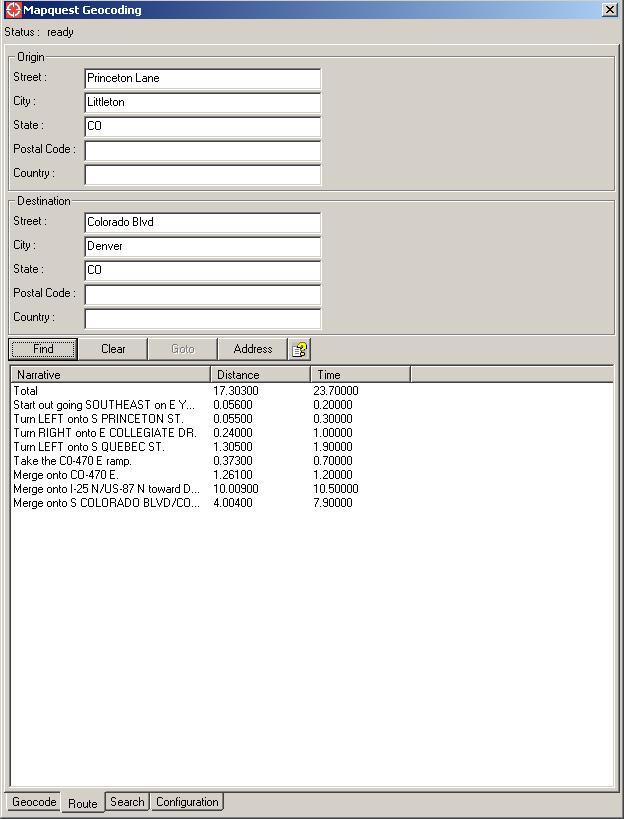 Mapquest Geocoding
Status : ready
Origin
Street : Princeton Lane
City : Littleton
State : CO
Postal Code :
Country :
Destination
Street : Colorado Blvd
City : Denver
State : CO
Postal Code :
Country :
Find Clear Goto Address
Narrative Distance Time
Total 17.30300 23.70000
Start out going SOUTHEAST on E Y... 0.05600 0.20000
Turn LEFT onto S PRINCETON ST. 0.05500 0.30000
Turn RIGHT onto E COLLEGIATE DR. 0.24000 1.00000
Turn LEFT onto S QUEBEC ST. 1.30500 1.90000
Take the CO-470 E ramp. 0.37300 0.70000
Merge onto CO-470 E. 1.26100 1.20000
Merge onto I-25 N/US-87 N toward D... 10.00900 10.50000
Merge onto S COLORADO BLVD/CO... 4.00400 7.90000
Geocode Route Search Configuration